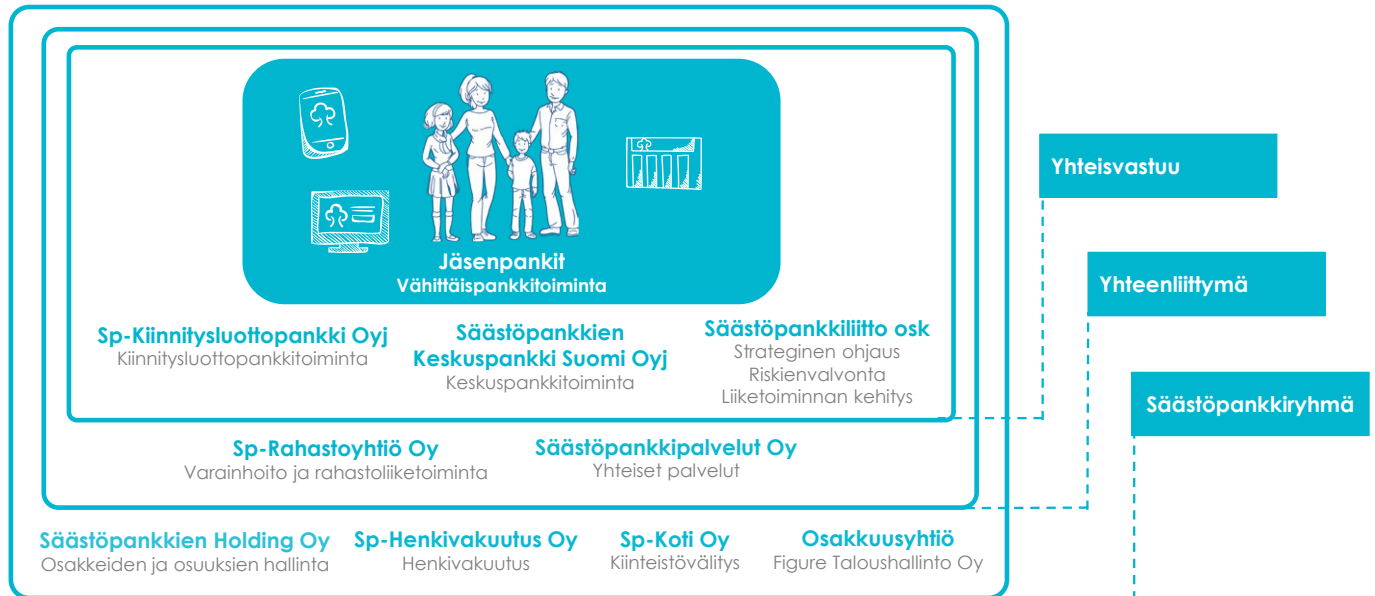 Jäsenpankit
Vähittäispankkitoiminta
Sp-Kiinnitysluottopankki Oyj
Kiinnitysluottopankkitoiminta
Säästöpankkien
Keskuspankki Suomi Oyj
Keskuspankkitoiminta
Säästöpankkiliitto osk
Strateginen ohjaus
Riskienvalvonta
Liiketoiminnan kehitys
Sp-Rahastoyhtiö Oy
Varainhoito ja rahastoliiketoiminta
Säästöpankkipalvelut Oy
Yhteiset palvelut
Säästöpankkien Holding Oy
Osakkeiden ja osuuksien hallinta
Sp-Henkivakuutus Oy
Henkivakuutus
Sp-Koti Oy
Kiinteistövälitys
Osakkuusyhtiö
Figure Taloushallinto Oy
Yhteisvastuu
Yhteenliittymä
Säästöpankkiryhmä